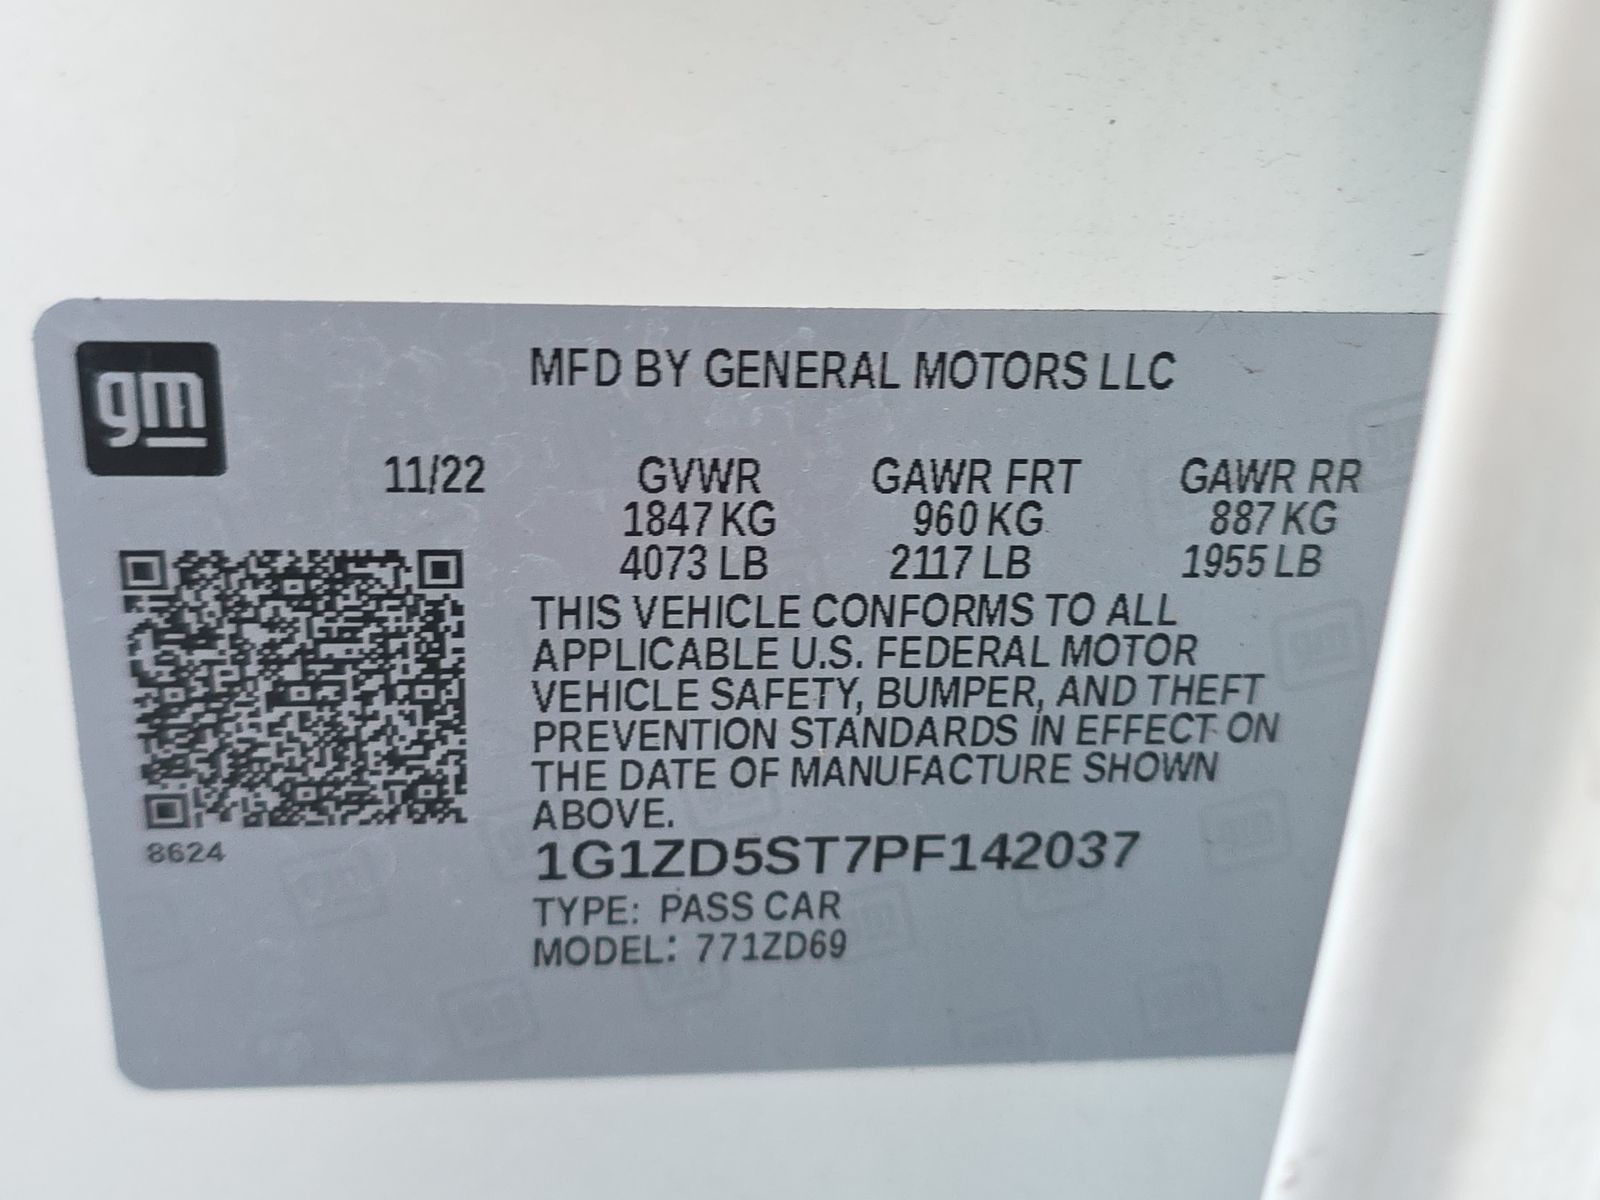 gm
MFD BY GENERAL MOTORS LLC
11/22 GVWR GAWR FRT GAWR RR
1847 KG 960 KG 887 KG
4073 LB 2117 LB 1955 LB
THIS VEHICLE CONFORMS TO ALL
APPLICABLE U.S. FEDERAL MOTOR
VEHICLE SAFETY, BUMPER, AND THEFT
PREVENTION STANDARDS IN EFFECT ON
THE DATE OF MANUFACTURE SHOWN
ABOVE.
8624
1G1ZD5ST7PF142037
TYPE: PASS CAR
MODEL: 771ZD69